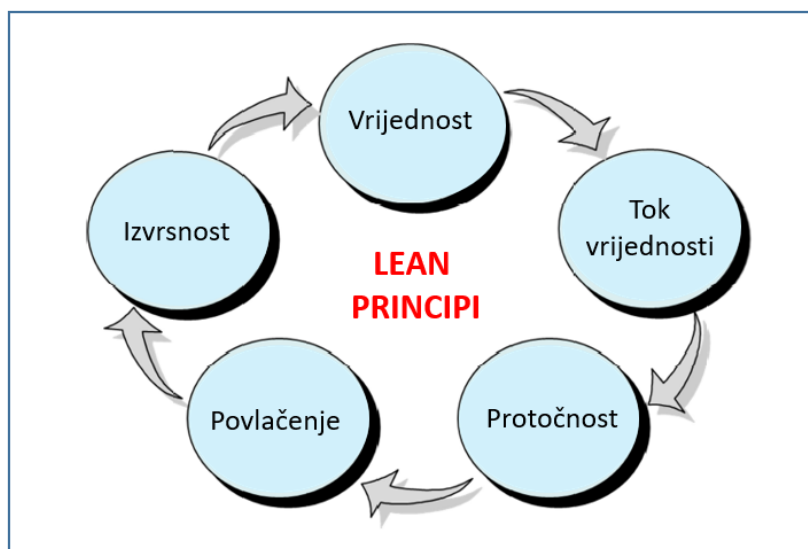 Vrijednost
Tok
vrijednosti
Izvrsnost
LEAN
PRINCIPI
Povlačenje
Protočnost